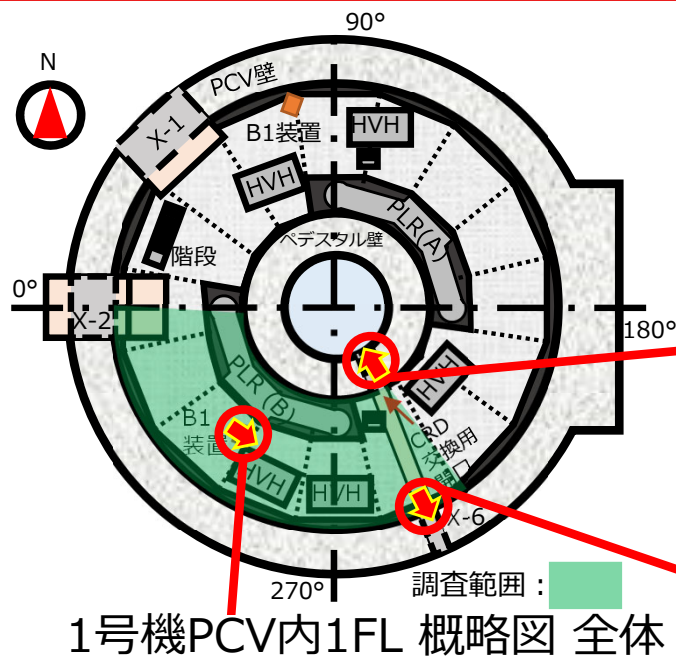 90°
N
PCV壁
X-1
B1装置
HVH
HVH
PLR(A)
階段
ペデスタル壁
0°
X-2
180°
PLR(B)
HVH
B1
装置
CRD
交換用
開口
HVH
HVH
X-6
270°
調査範囲：
1号機PCV内1FL 概略図 全体